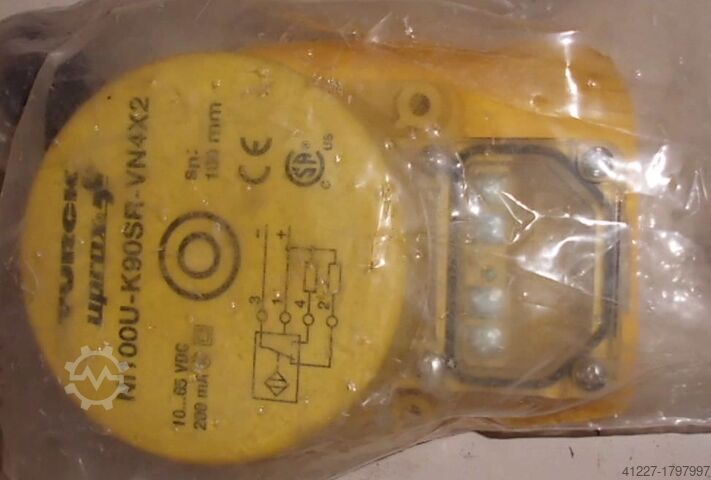 TURCK
uprox
NI100U-K90SR-VN4X2
10...65 VDC
200 mA
Sn:
100 mm
CE
SA
C
US
3
1
4
2
-
+
41227-1797997